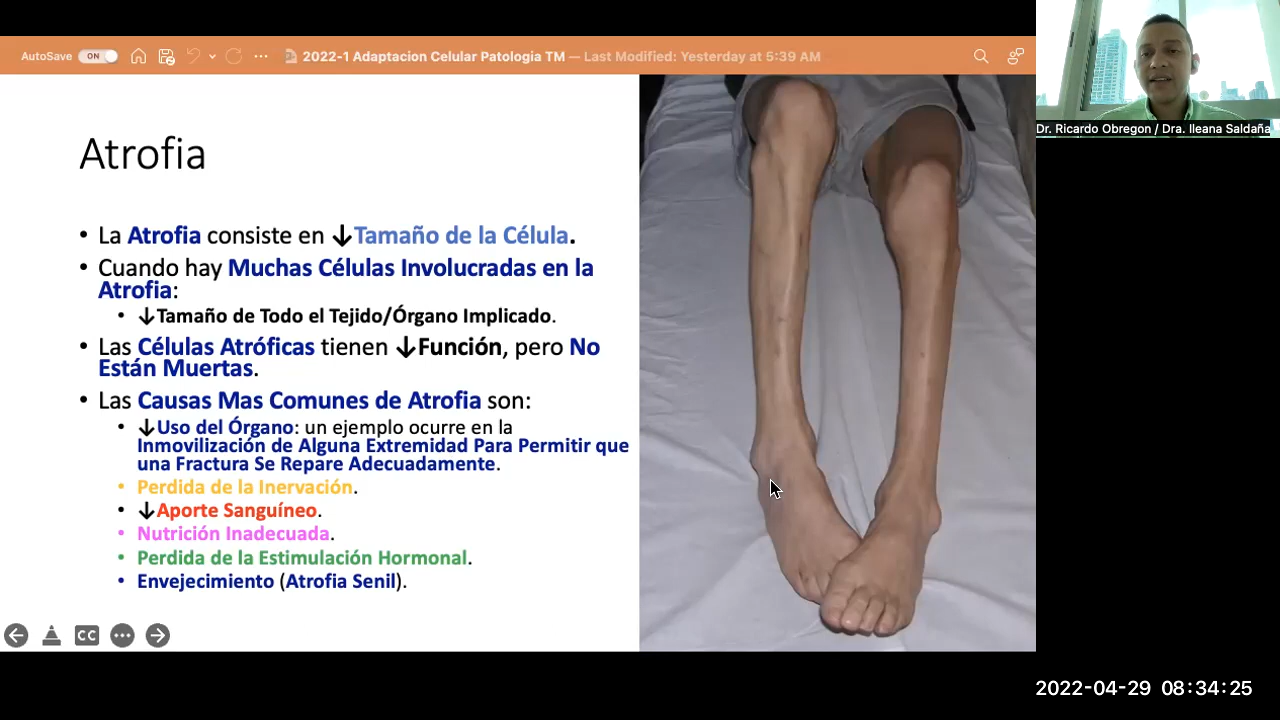 AutoSave ON ... 2022-1 Adaptacion Celular Patologia TM — Last Modified: Yesterday at 5:39 AM
Dr. Ricardo Obregon / Dra. Ileana Saldaña
Atrofia
• La Atrofia consiste en ↓Tamaño de la Célula.
• Cuando hay Muchas Células Involucradas en la
Atrofia:
• ↓Tamaño de Todo el Tejido/Órgano Implicado.
• Las Células Atróficas tienen ↓Función, pero No
Están Muertas.
• Las Causas Mas Comunes de Atrofia son:
• ↓Uso del Órgano: un ejemplo ocurre en la
Inmovilización de Alguna Extremidad Para Permitir que
una Fractura Se Repare Adecuadamente.
• Perdida de la Inervación.
• ↓Aporte Sanguíneo.
• Nutrición Inadecuada.
• Perdida de la Estimulación Hormonal.
• Envejecimiento (Atrofia Senil).
CC
2022-04-29 08:34:25